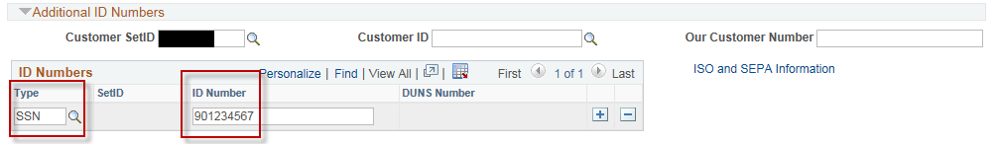 Additional ID Numbers
Customer SetID Customer ID Our Customer Number
ID Numbers Personalize | Find | View All | First 1 of 1 Last ISO and SEPA Information
Type SetID ID Number DUNS Number
SSN 901234567